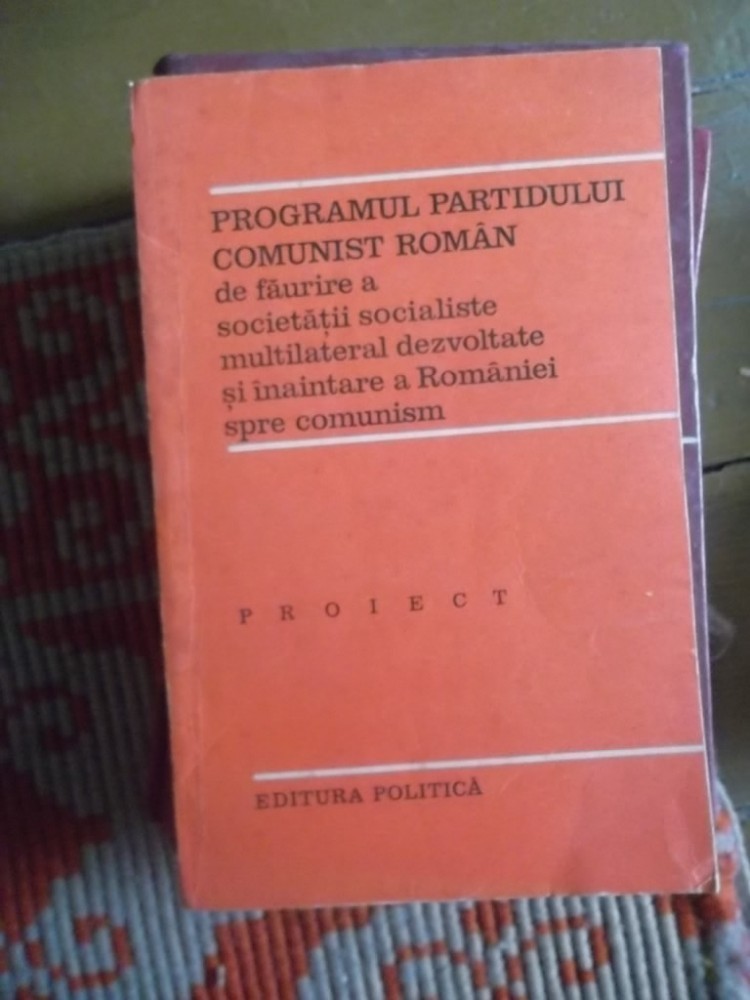 PROGRAMUL PARTIDULUI
COMUNIST ROMÂN
de făurire a
societății socialiste
multilateral dezvoltate
și înaintare a României
spre comunism
PROIECT
EDITURA POLITICĂ